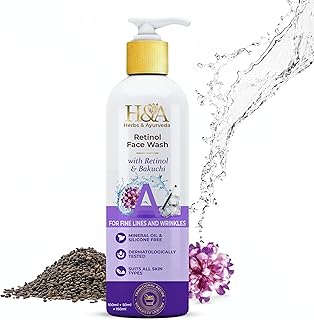 H&A
Herbs & Ayurveda
Retinol
Face Wash
with Retinol
& Bakuchi
A
FOR FINE LINES AND WRINKLES
MINERAL OIL &
SILICONE FREE
DERMATOLOGICALLY
TESTED
SUITS ALL SKIN
TYPES
100ml + 50ml
= 150ml